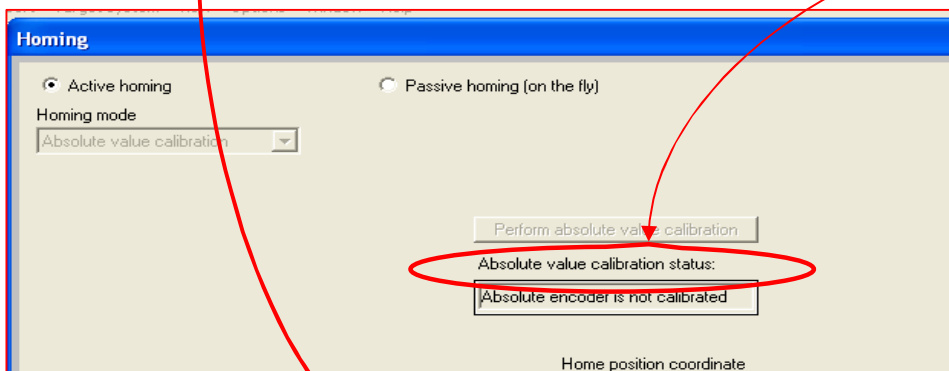 Homing
Active homing
Passive homing (on the fly)
Homing mode
Absolute value calibration
Perform absolute value calibration
Absolute value calibration status:
Absolute encoder is not calibrated
Home position coordinate